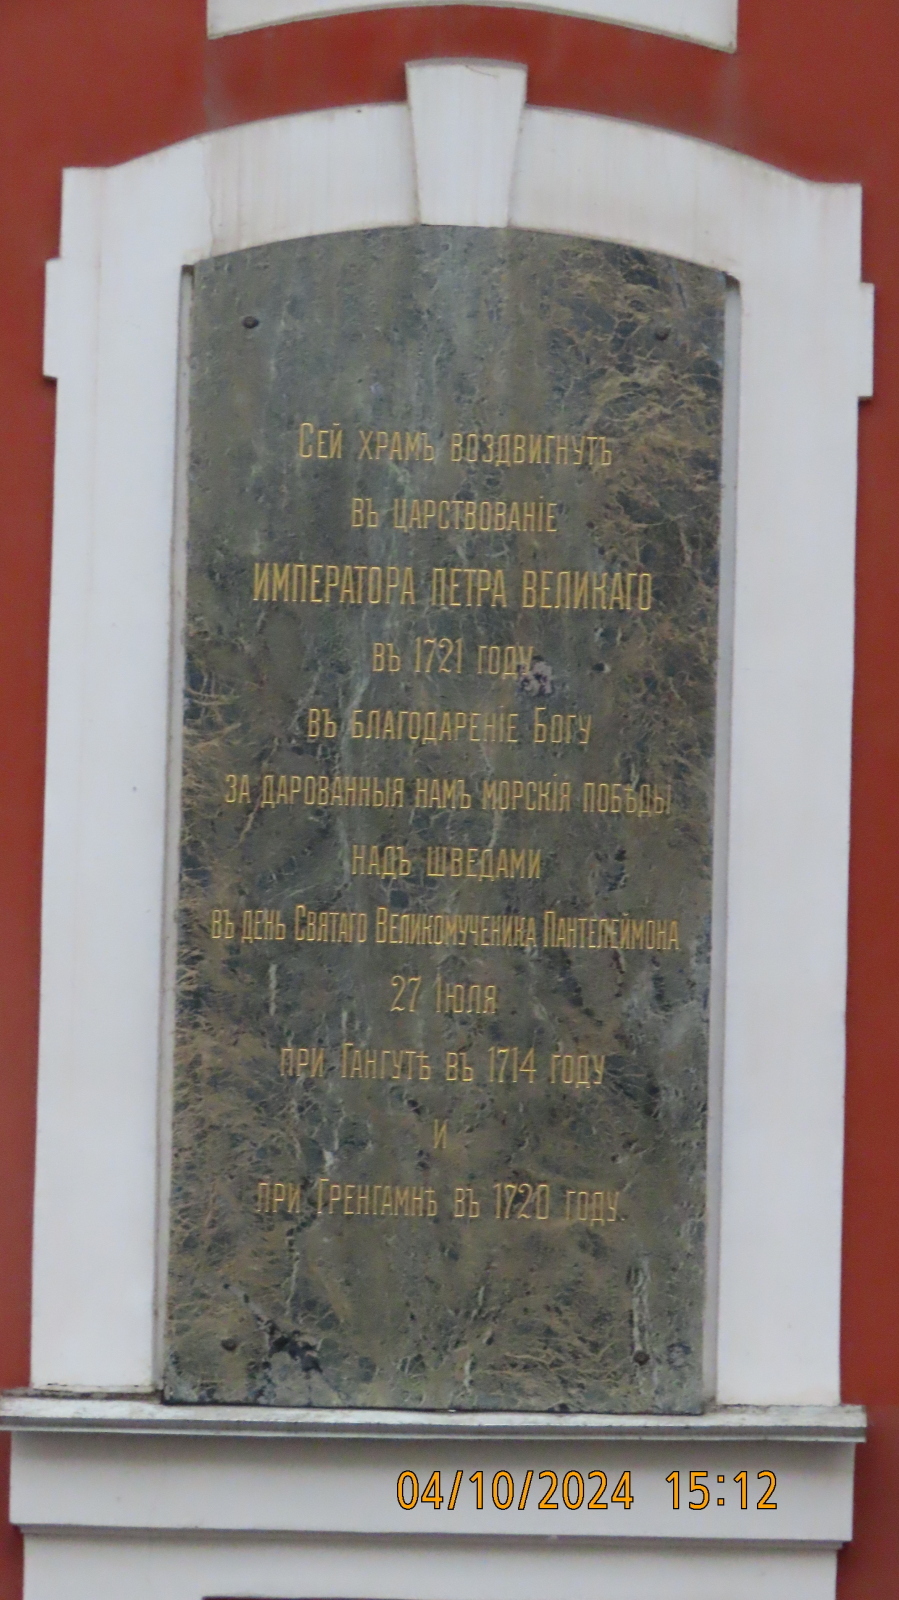 Сей храмъ воздвигнутъ
въ царствованіе
ИМПЕРАТОРА ПЕТРА ВЕЛИКАГО
въ 1721 году
въ благодареніе Богу
за дарованныя намъ морскія побѣды
надъ шведами
въ день Святаго Великомученика Пантелеймона
27 Іюля
при Гангутѣ въ 1714 году
и
при Гренгамнѣ въ 1720 году.
04/10/2024 15:12